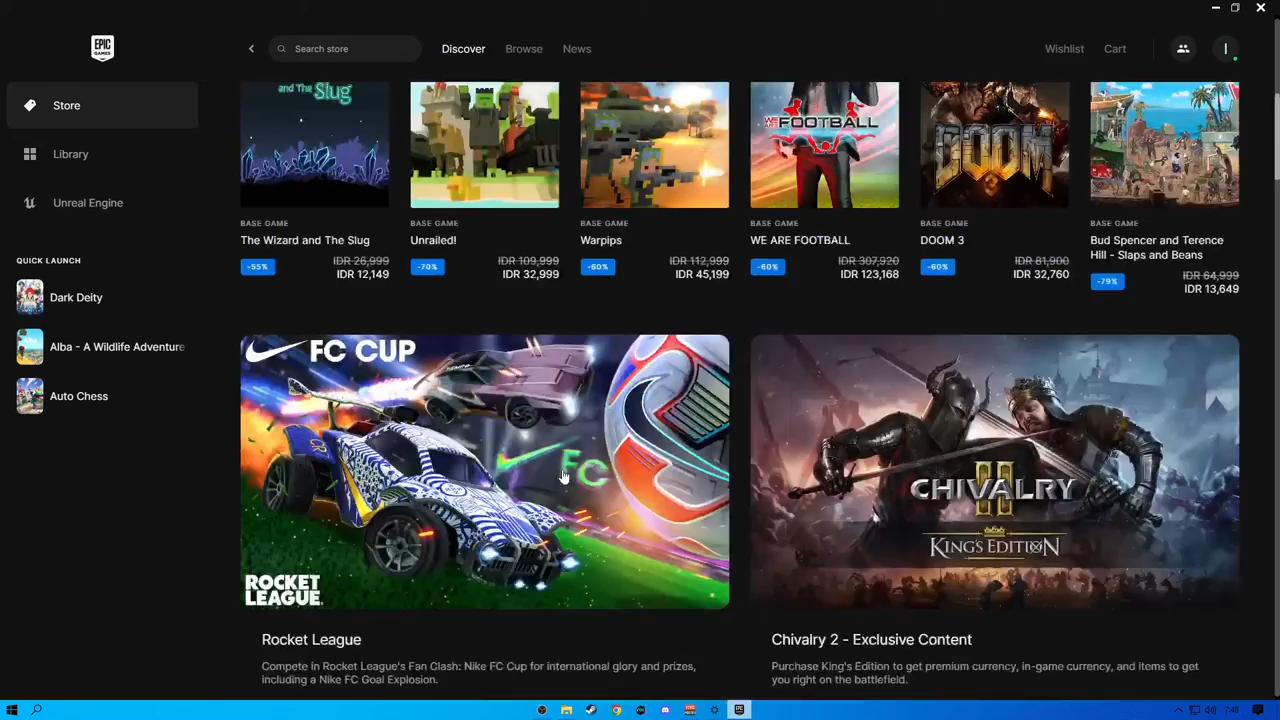 EPIC
GAMES
Search store
Discover
Browse
News
Wishlist
Cart
I
Store
Library
Unreal Engine
QUICK LAUNCH
Dark Deity
Alba - A Wildlife Adventure
Auto Chess
and The Slug
BASE GAME
The Wizard and The Slug
-55%
IDR 26,999
IDR 12,149
BASE GAME
Unrailed!
-70%
IDR 109,999
IDR 32,999
BASE GAME
Warpips
-60%
IDR 112,999
IDR 45,199
WE ARE
FOOTBALL
BASE GAME
WE ARE FOOTBALL
-60%
IDR 307,920
IDR 123,168
DOOM
3
BASE GAME
DOOM 3
-60%
IDR 81,900
IDR 32,760
BASE GAME
Bud Spencer and Terence
Hill - Slaps and Beans
-79%
IDR 64,999
IDR 13,649
FC CUP
FC
ROCKET
LEAGUE
Rocket League
Compete in Rocket League's Fan Clash: Nike FC Cup for international glory and prizes,
including a Nike FC Goal Explosion.
II
CHIVALRY
KING'S EDITION
Chivalry 2 - Exclusive Content
Purchase King's Edition to get premium currency, in-game currency, and items to get
you right on the battlefield.
7:48